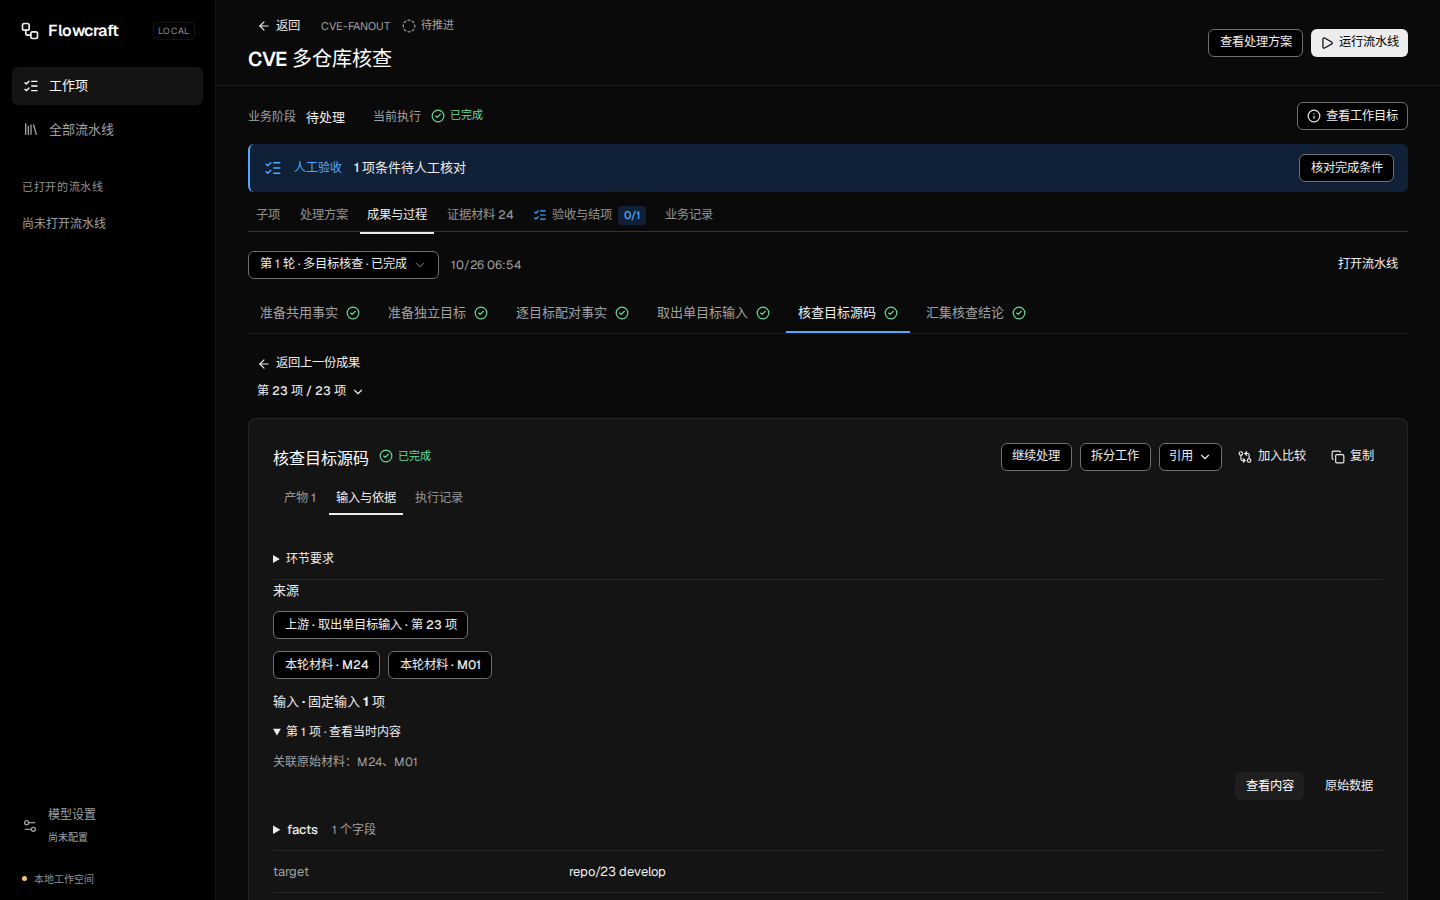 Flowcraft LOCAL
工作项
全部流水线
已打开的流水线
尚未打开流水线
模型设置
尚未配置
本地工作空间
返回 CVE-FANOUT 待推进
CVE 多仓库核查
查看处理方案 运行流水线
业务阶段 待处理 当前执行 已完成 查看工作目标
人工验收 1 项条件待人工核对 核对完成条件
子项 处理方案 成果与过程 证据材料 24 验收与结项 0/1 业务记录
第 1 轮 · 多目标核查 · 已完成 10/26 06:54 打开流水线
准备共用事实 准备独立目标 逐目标配对事实 取出单目标输入 核查目标源码 汇集核查结论
返回上一份成果
第 23 项 / 23 项
核查目标源码 已完成 继续处理 拆分工作 引用 加入比较 复制
产物 1 输入与依据 执行记录
环节要求
来源
上游 · 取出单目标输入 · 第 23 项
本轮材料 · M24 本轮材料 · M01
输入 · 固定输入 1 项
第 1 项 · 查看当时内容
关联原始材料：M24、M01
查看内容 原始数据
facts 1 个字段
target repo/23 develop